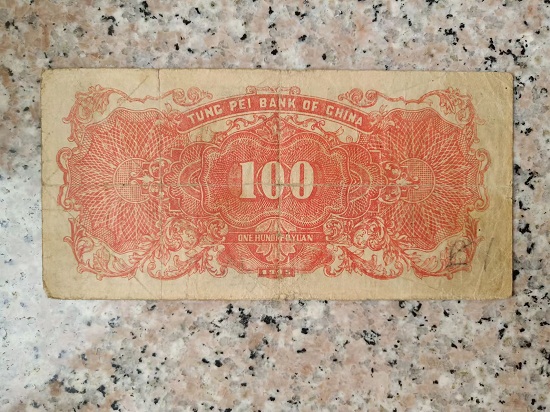 TUNG PEI BANK OF CHINA
100
ONE HUNDRED YUAN